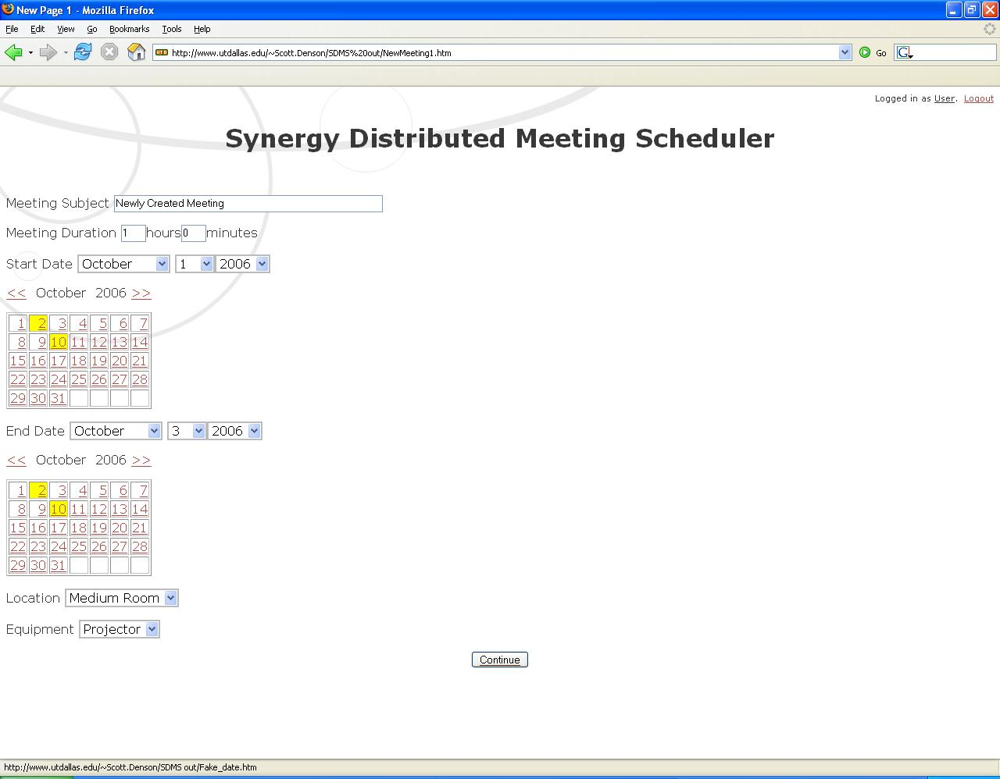 New Page 1 - Mozilla Firefox
File Edit View Go Bookmarks Tools Help
UTD http://www.utdallas.edu/~Scott.Denson/SDMS%20out/NewMeeting1.htm Go G
Logged in as User. Logout
Synergy Distributed Meeting Scheduler
Meeting Subject Newly Created Meeting
Meeting Duration 1 hours 0 minutes
Start Date October 1 2006
<< October 2006 >>
1 2 3 4 5 6 7
8 9 10 11 12 13 14
15 16 17 18 19 20 21
22 23 24 25 26 27 28
29 30 31
End Date October 3 2006
<< October 2006 >>
1 2 3 4 5 6 7
8 9 10 11 12 13 14
15 16 17 18 19 20 21
22 23 24 25 26 27 28
29 30 31
Location Medium Room
Equipment Projector
Continue
http://www.utdallas.edu/~Scott.Denson/SDMS out/Fake_date.htm